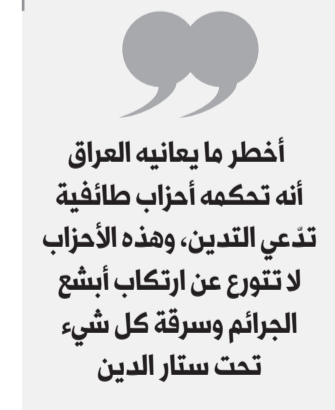 أخطر ما يعانيه العراق
أنه تحكمه أحزاب طائفية
تدّعي التدين، وهذه الأحزاب
لا تتورع عن ارتكاب أبشع
الجرائم وسرقة كل شيء
تحت ستار الدين